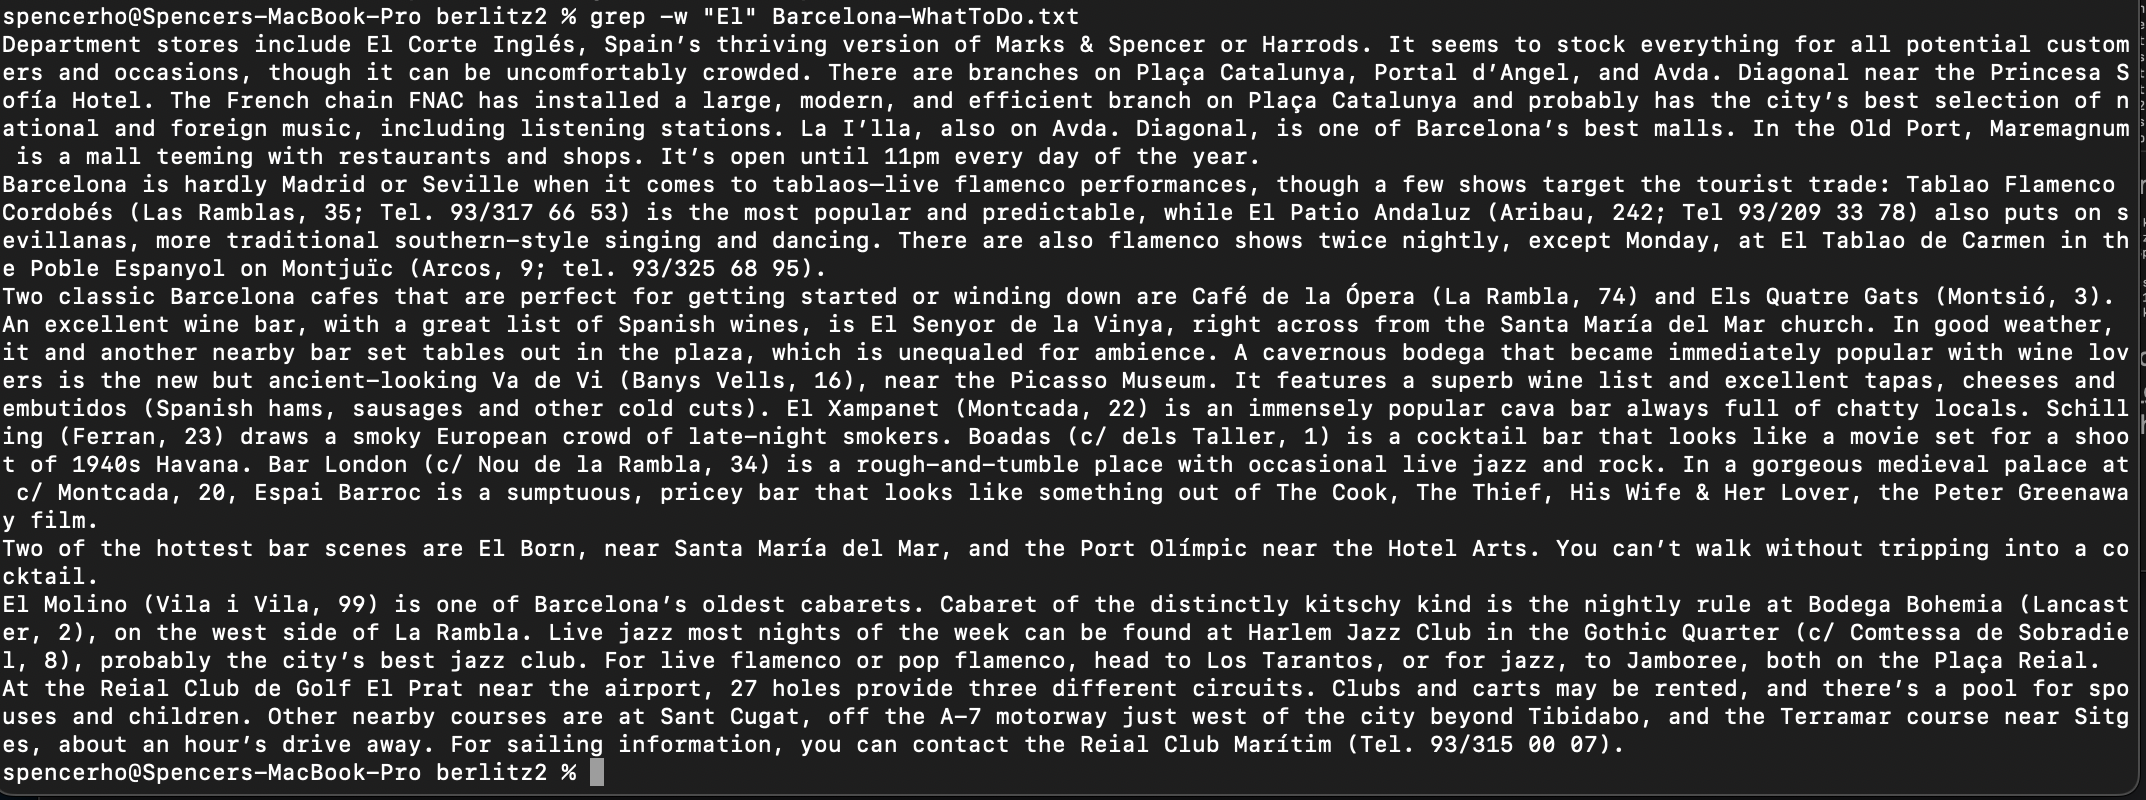 spencerho@Spencers-MacBook-Pro berlitz2 % grep -w "El" Barcelona-WhatToDo.txt
Department stores include El Corte Inglés, Spain's thriving version of Marks & Spencer or Harrods. It seems to stock everything for all potential custom
ers and occasions, though it can be uncomfortably crowded. There are branches on Plaça Catalunya, Portal d'Angel, and Avda. Diagonal near the Princesa S
ofía Hotel. The French chain FNAC has installed a large, modern, and efficient branch on Plaça Catalunya and probably has the city's best selection of n
ational and foreign music, including listening stations. La I'lla, also on Avda. Diagonal, is one of Barcelona's best malls. In the Old Port, Maremagnum
 is a mall teeming with restaurants and shops. It's open until 11pm every day of the year.
Barcelona is hardly Madrid or Seville when it comes to tablaos—live flamenco performances, though a few shows target the tourist trade: Tablao Flamenco
Cordobés (Las Ramblas, 35; Tel. 93/317 66 53) is the most popular and predictable, while El Patio Andaluz (Aribau, 242; Tel 93/209 33 78) also puts on s
evillanas, more traditional southern-style singing and dancing. There are also flamenco shows twice nightly, except Monday, at El Tablao de Carmen in th
e Poble Espanyol on Montjuïc (Arcos, 9; tel. 93/325 68 95).
Two classic Barcelona cafes that are perfect for getting started or winding down are Café de la Ópera (La Rambla, 74) and Els Quatre Gats (Montsió, 3).
An excellent wine bar, with a great list of Spanish wines, is El Senyor de la Vinya, right across from the Santa María del Mar church. In good weather,
it and another nearby bar set tables out in the plaza, which is unequaled for ambience. A cavernous bodega that became immediately popular with wine lov
ers is the new but ancient-looking Va de Vi (Banys Vells, 16), near the Picasso Museum. It features a superb wine list and excellent tapas, cheeses and
embutidos (Spanish hams, sausages and other cold cuts). El Xampanet (Montcada, 22) is an immensely popular cava bar always full of chatty locals. Schill
ing (Ferran, 23) draws a smoky European crowd of late-night smokers. Boadas (c/ dels Taller, 1) is a cocktail bar that looks like a movie set for a shoo
t of 1940s Havana. Bar London (c/ Nou de la Rambla, 34) is a rough-and-tumble place with occasional live jazz and rock. In a gorgeous medieval palace at
 c/ Montcada, 20, Espai Barroc is a sumptuous, pricey bar that looks like something out of The Cook, The Thief, His Wife & Her Lover, the Peter Greenawa
y film.
Two of the hottest bar scenes are El Born, near Santa María del Mar, and the Port Olímpic near the Hotel Arts. You can't walk without tripping into a co
cktail.
El Molino (Vila i Vila, 99) is one of Barcelona's oldest cabarets. Cabaret of the distinctly kitschy kind is the nightly rule at Bodega Bohemia (Lancast
er, 2), on the west side of La Rambla. Live jazz most nights of the week can be found at Harlem Jazz Club in the Gothic Quarter (c/ Comtessa de Sobradie
l, 8), probably the city's best jazz club. For live flamenco or pop flamenco, head to Los Tarantos, or for jazz, to Jamboree, both on the Plaça Reial.
At the Reial Club de Golf El Prat near the airport, 27 holes provide three different circuits. Clubs and carts may be rented, and there's a pool for spo
uses and children. Other nearby courses are at Sant Cugat, off the A-7 motorway just west of the city beyond Tibidabo, and the Terramar course near Sitg
es, about an hour's drive away. For sailing information, you can contact the Reial Club Marítim (Tel. 93/315 00 07).
spencerho@Spencers-MacBook-Pro berlitz2 %